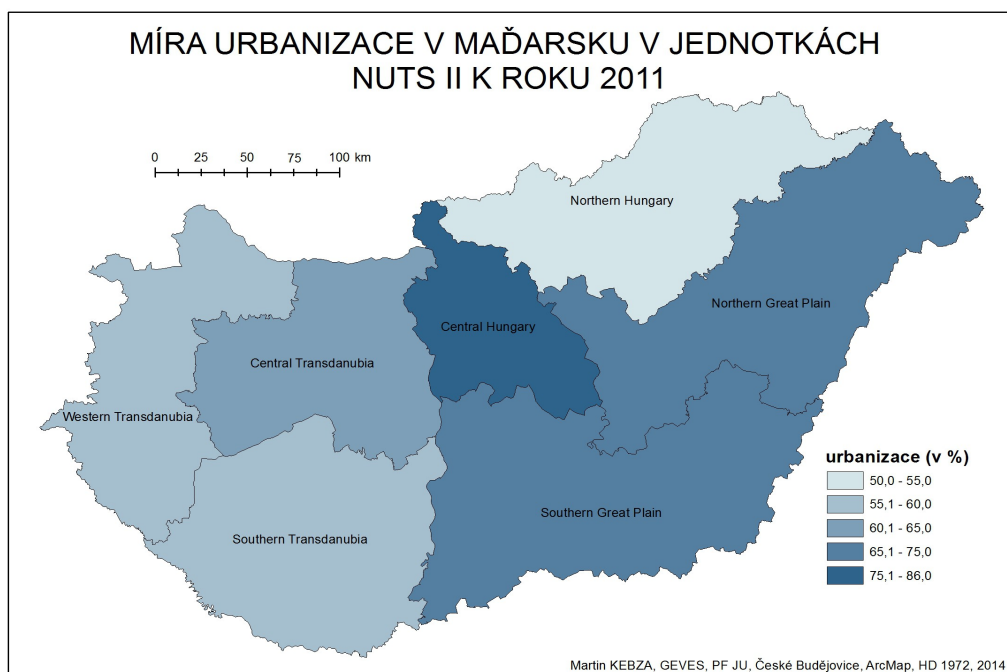 MÍRA URBANIZACE V MAĎARSKU V JEDNOTKÁCH
NUTS II K ROKU 2011
0 25 50 75 100 km
Northern Hungary
Northern Great Plain
Central Hungary
Central Transdanubia
Western Transdanubia
Southern Great Plain
Southern Transdanubia
urbanizace (v %)
50,0 - 55,0
55,1 - 60,0
60,1 - 65,0
65,1 - 75,0
75,1 - 86,0
Martin KEBZA, GEVES, PF JU, České Budějovice, ArcMap, HD 1972, 2014